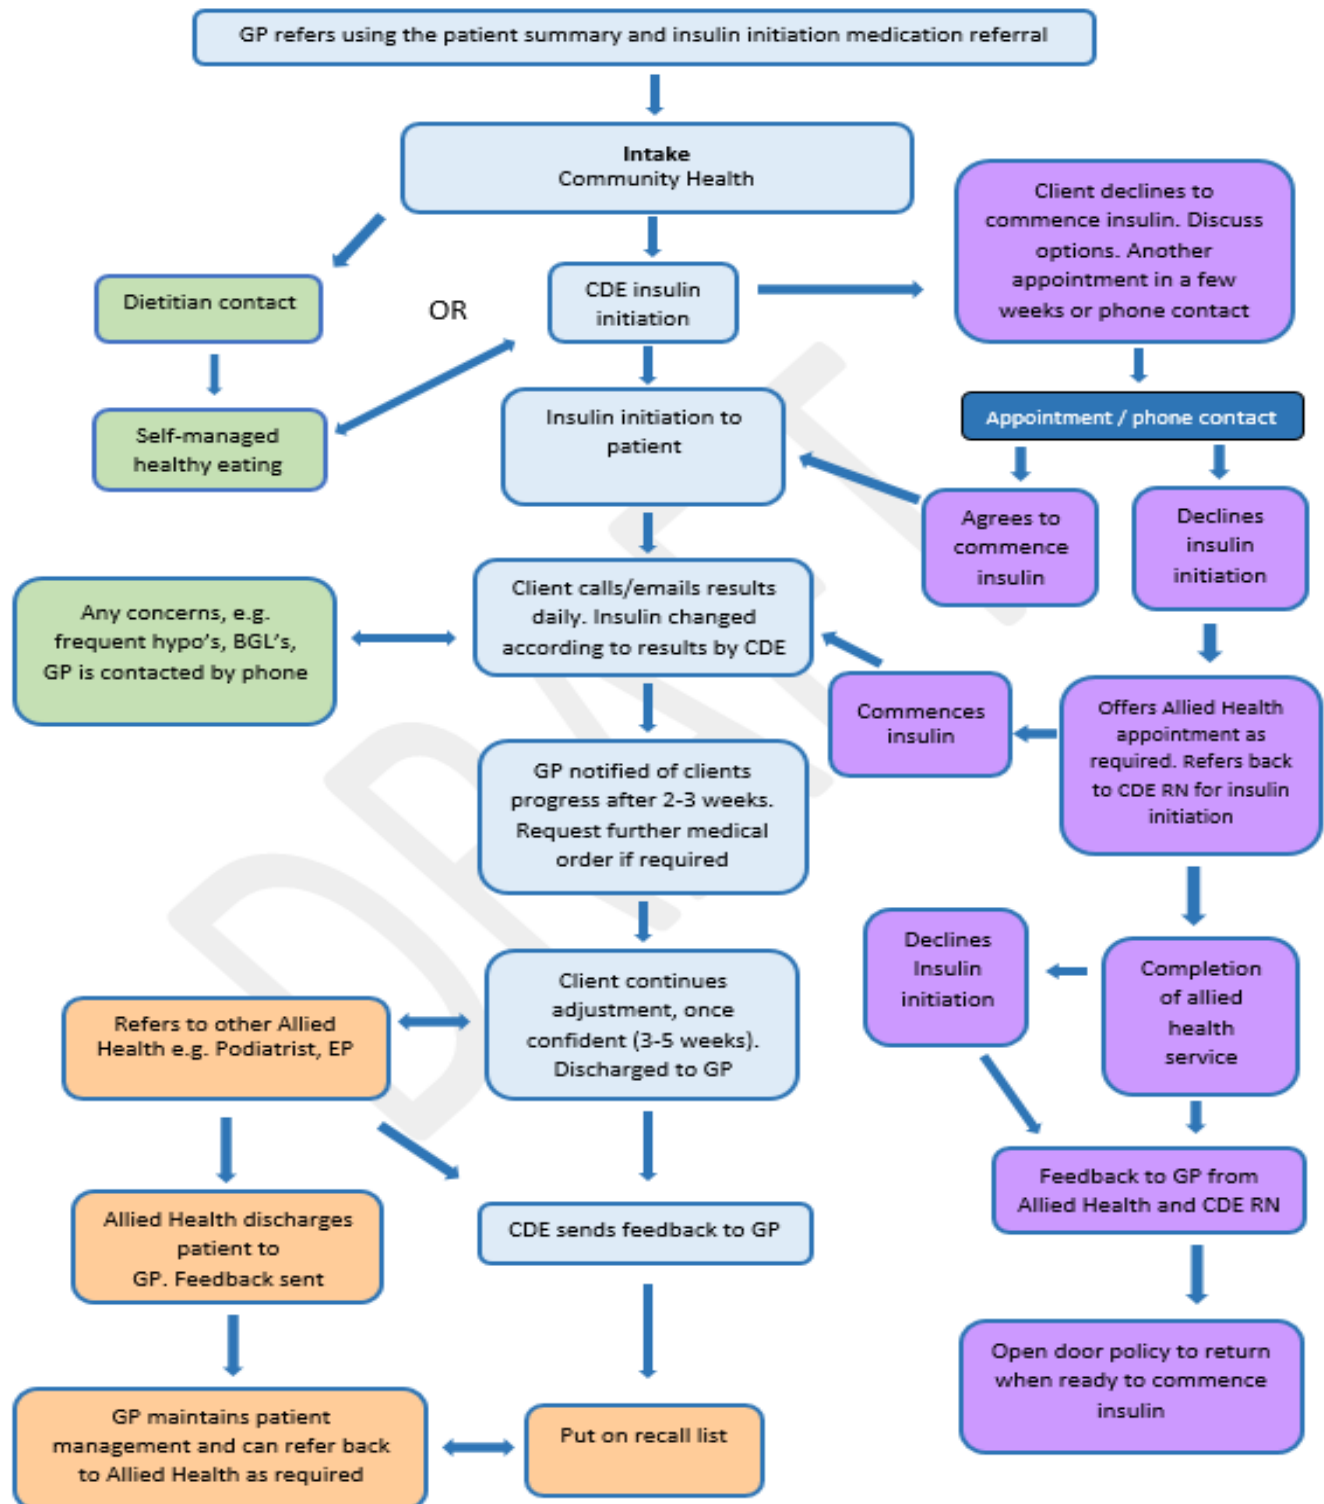 GP refers using the patient summary and insulin initiation medication referral
Intake
Community Health
Client declines to
commence insulin. Discuss
options. Another
appointment in a few
weeks or phone contact
Dietitian contact
OR
CDE insulin
initiation
Appointment / phone contact
Self-managed
healthy eating
Insulin initiation to
patient
Agrees to
commence
insulin
Declines
insulin
initiation
Any concerns, e.g.
frequent hypo's, BGL's,
GP is contacted by phone
Client calls/emails results
daily. Insulin changed
according to results by CDE
Commences
insulin
Offers Allied Health
appointment as
required. Refers back
to CDE RN for insulin
initiation
GP notified of clients
progress after 2-3 weeks.
Request further medical
order if required
Declines
Insulin
initiation
Completion
of allied
health
service
Refers to other Allied
Health e.g. Podiatrist, EP
Client continues
adjustment, once
confident (3-5 weeks).
Discharged to GP
Feedback to GP from
Allied Health and CDE RN
Allied Health discharges
patient to
GP. Feedback sent
CDE sends feedback to GP
Open door policy to return
when ready to commence
insulin
GP maintains patient
management and can refer back
to Allied Health as required
Put on recall list
DRAFT